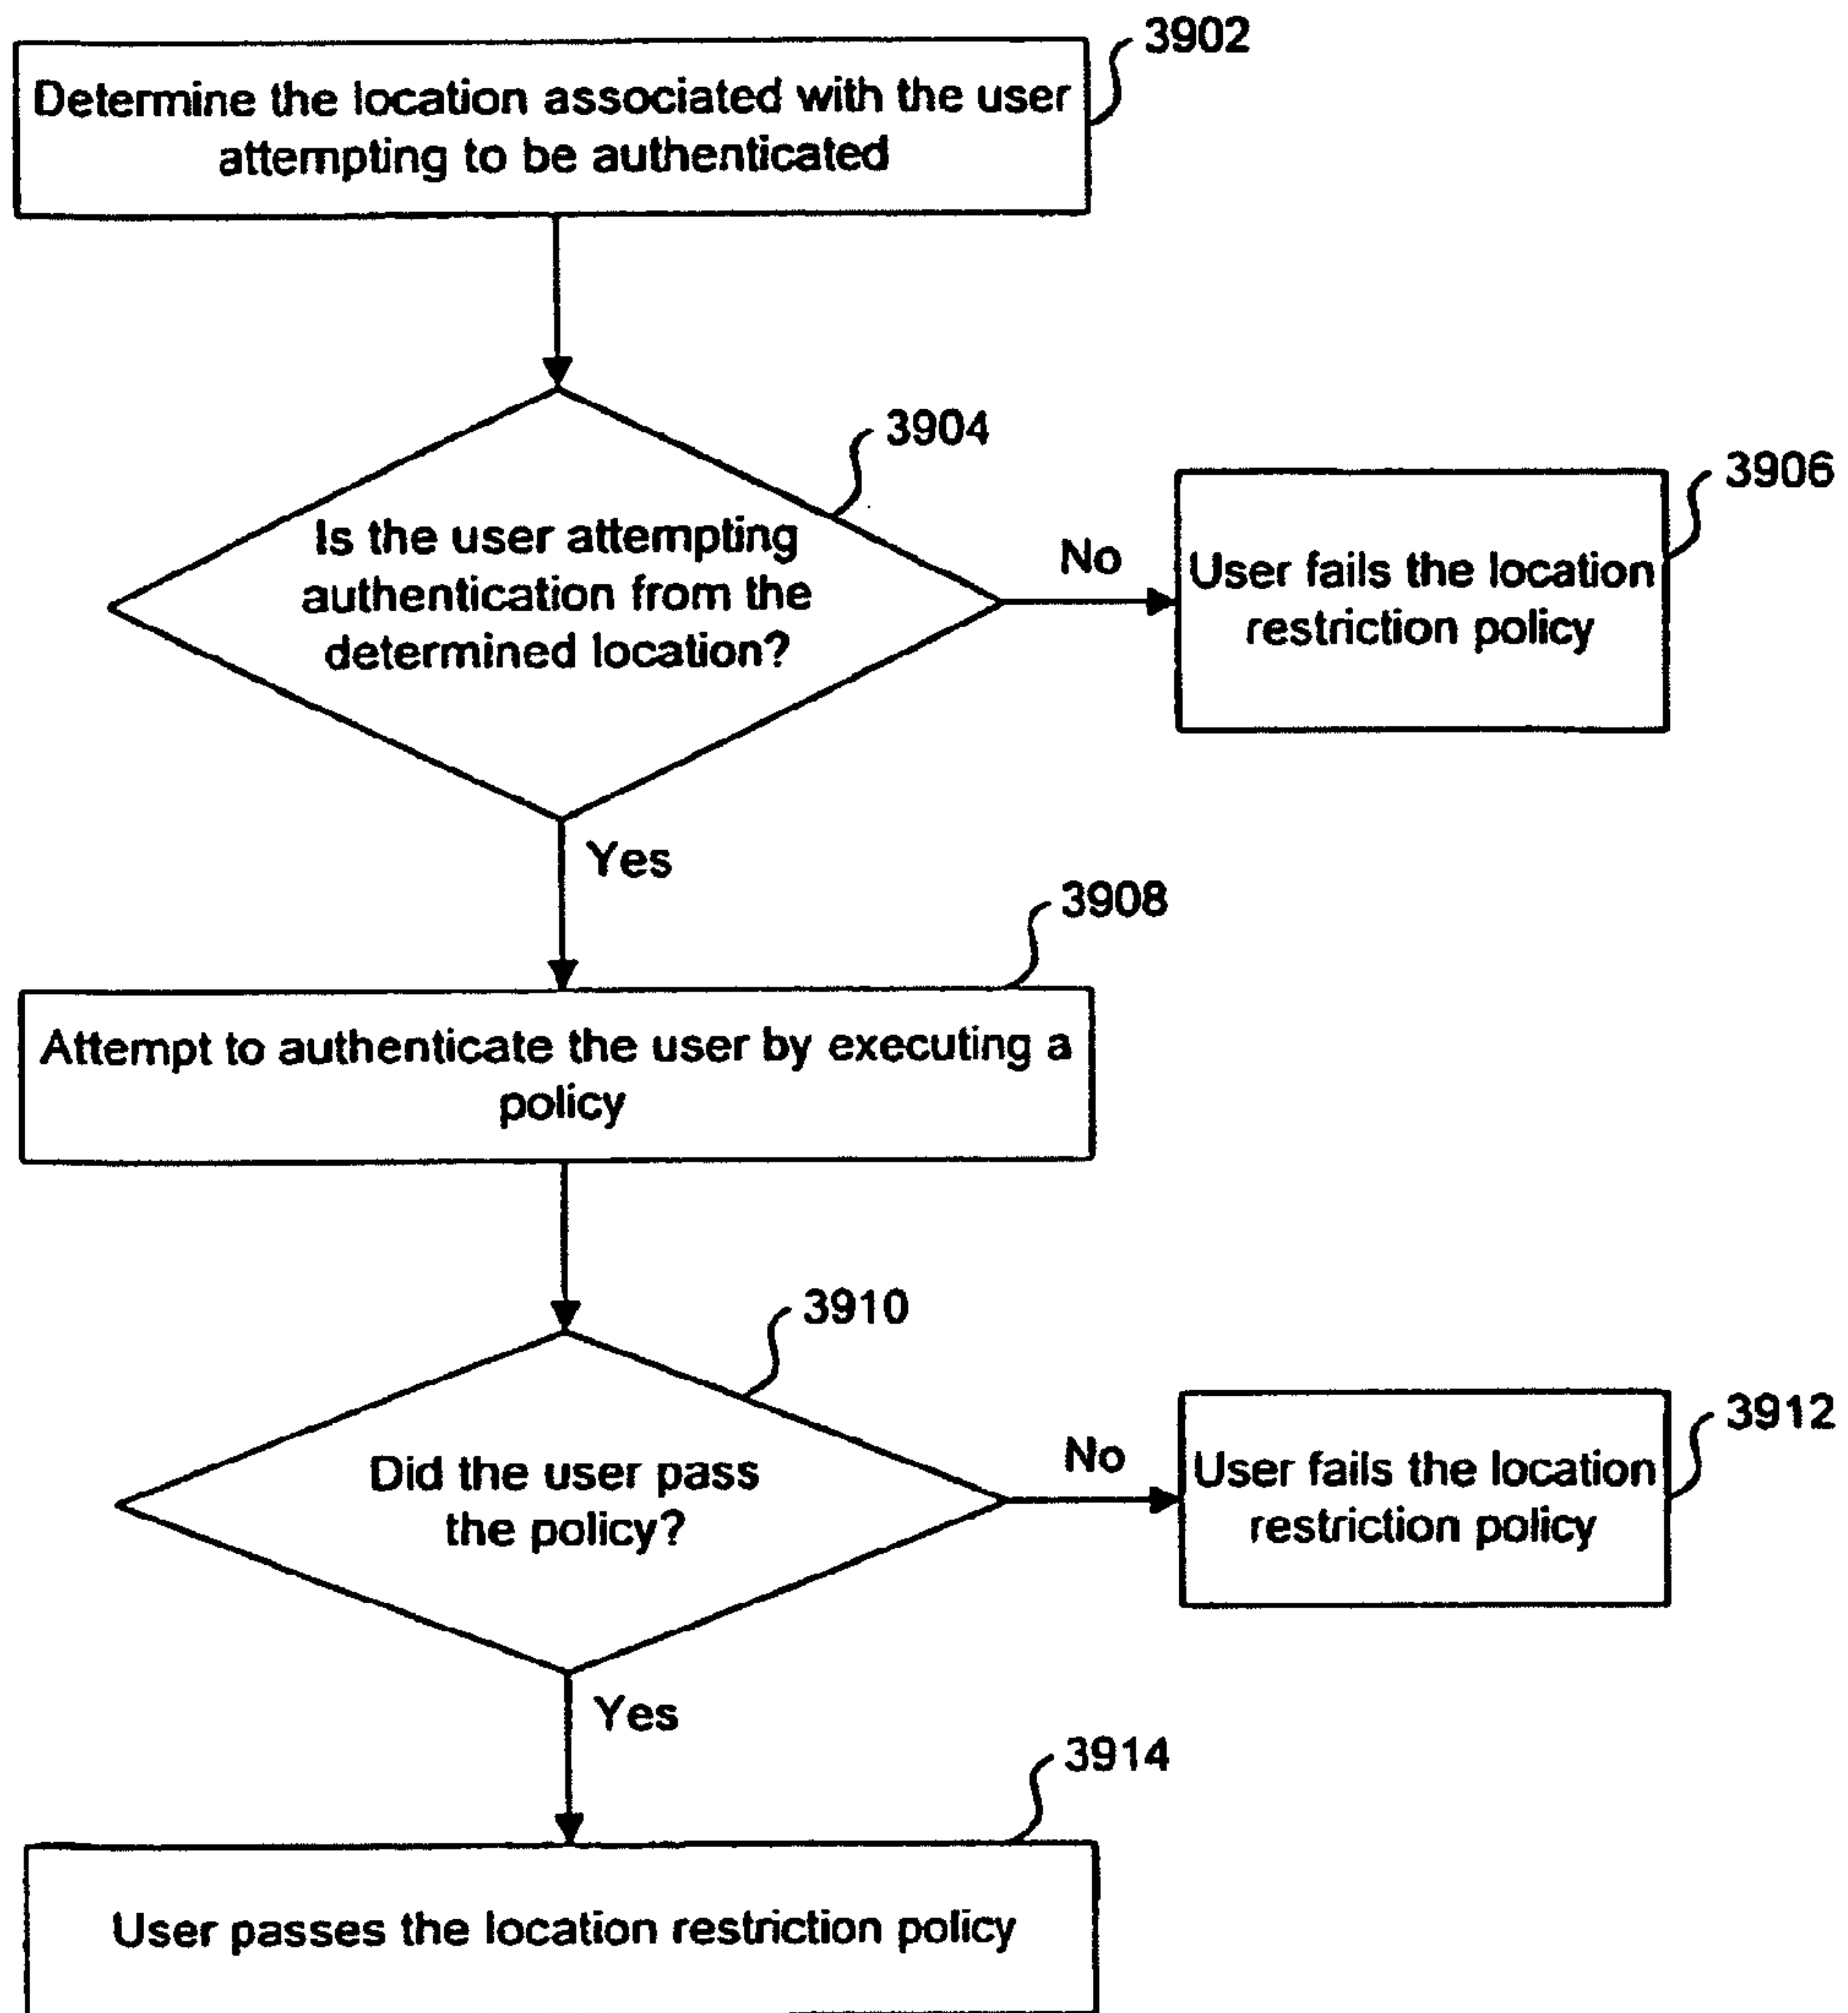 3902
Determine the location associated with the user
attempting to be authenticated
3904
Is the user attempting
authentication from the
determined location?
No
3906
User fails the location
restriction policy
Yes
3908
Attempt to authenticate the user by executing a
policy
3910
Did the user pass
the policy?
No
3912
User fails the location
restriction policy
Yes
3914
User passes the location restriction policy